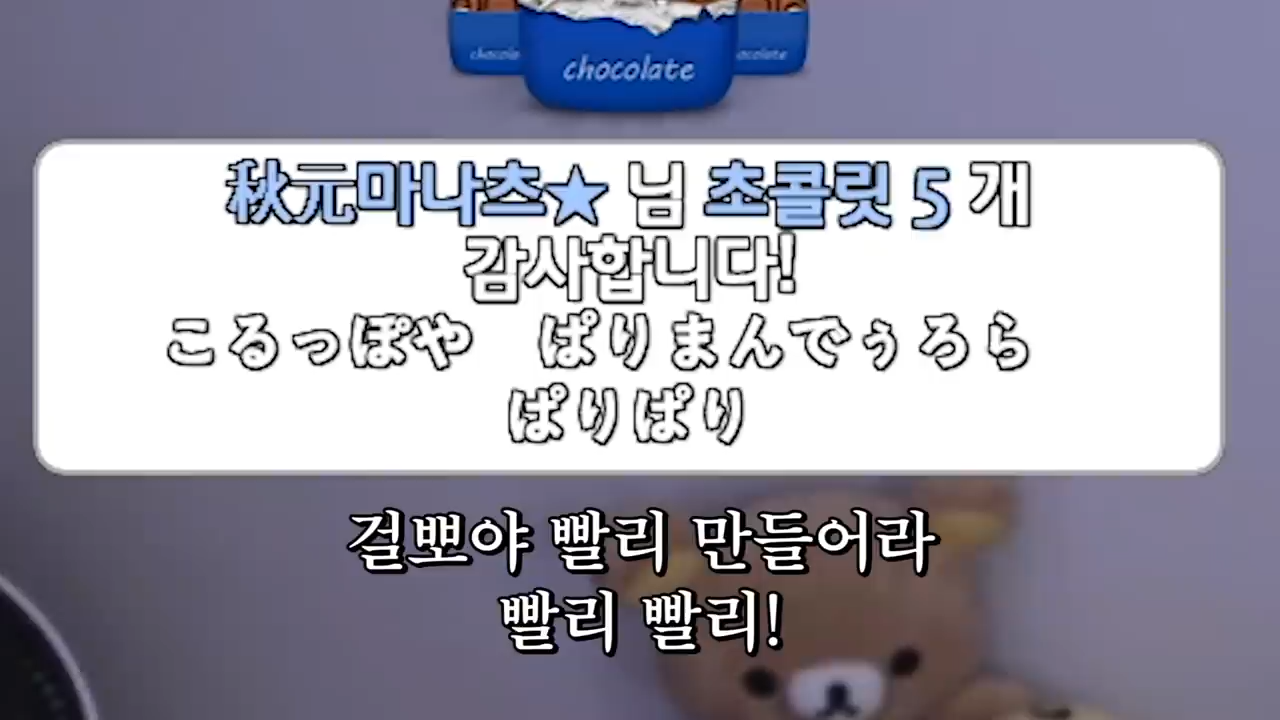 chocolate
秋元마나츠★ 님 초콜릿 5 개
감사합니다!
こるっぽや ぱりまんでぅろら
ぱりぱり
걸뽀야 빨리 만들어라
빨리 빨리!